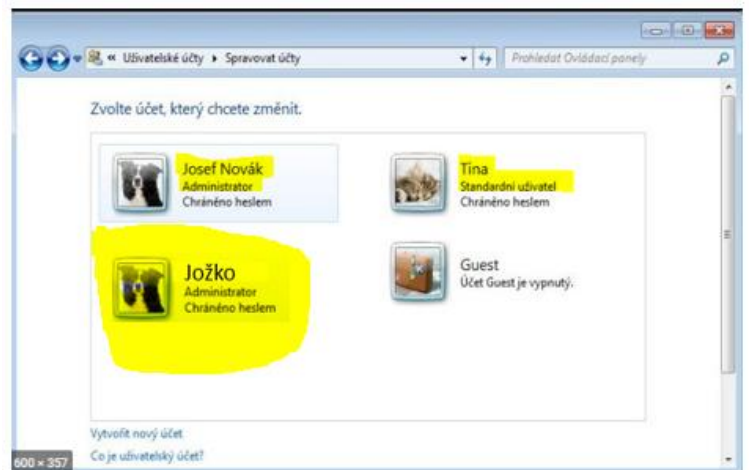 « Uživatelské účty ▸ Spravovat účty
Prohledat Ovládací panely
Zvolte účet, který chcete změnit.
Josef Novák
Administrator
Chráněno heslem
Tina
Standardní uživatel
Chráněno heslem
Jožko
Administrator
Chráněno heslem
Guest
Účet Guest je vypnutý.
Vytvořit nový účet
Co je uživatelský účet?
600 × 357